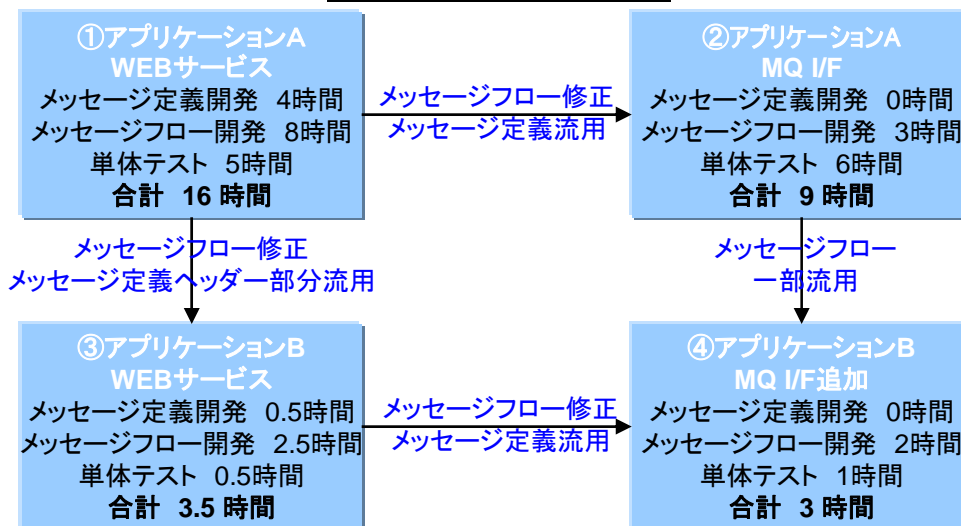 ①アプリケーションA
WEBサービス
メッセージ定義開発 4時間
メッセージフロー開発 8時間
単体テスト 5時間
合計 16 時間
メッセージフロー修正
メッセージ定義流用
②アプリケーションA
MQ I/F
メッセージ定義開発 0時間
メッセージフロー開発 3時間
単体テスト 6時間
合計 9 時間
メッセージフロー修正
メッセージ定義ヘッダー部分流用
メッセージフロー
一部流用
③アプリケーションB
WEBサービス
メッセージ定義開発 0.5時間
メッセージフロー開発 2.5時間
単体テスト 0.5時間
合計 3.5 時間
メッセージフロー修正
メッセージ定義流用
④アプリケーションB
MQ I/F追加
メッセージ定義開発 0時間
メッセージフロー開発 2時間
単体テスト 1時間
合計 3 時間